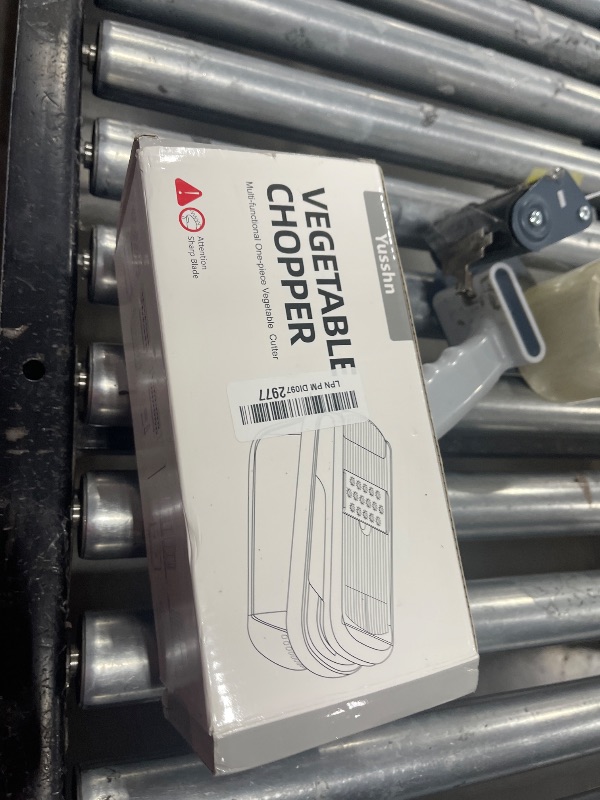 Yusshn
VEGETABLE
CHOPPER
Multi-functional One-piece Vegetable Cutter
Attention
Sharp Blade
LPN PM DI0972977